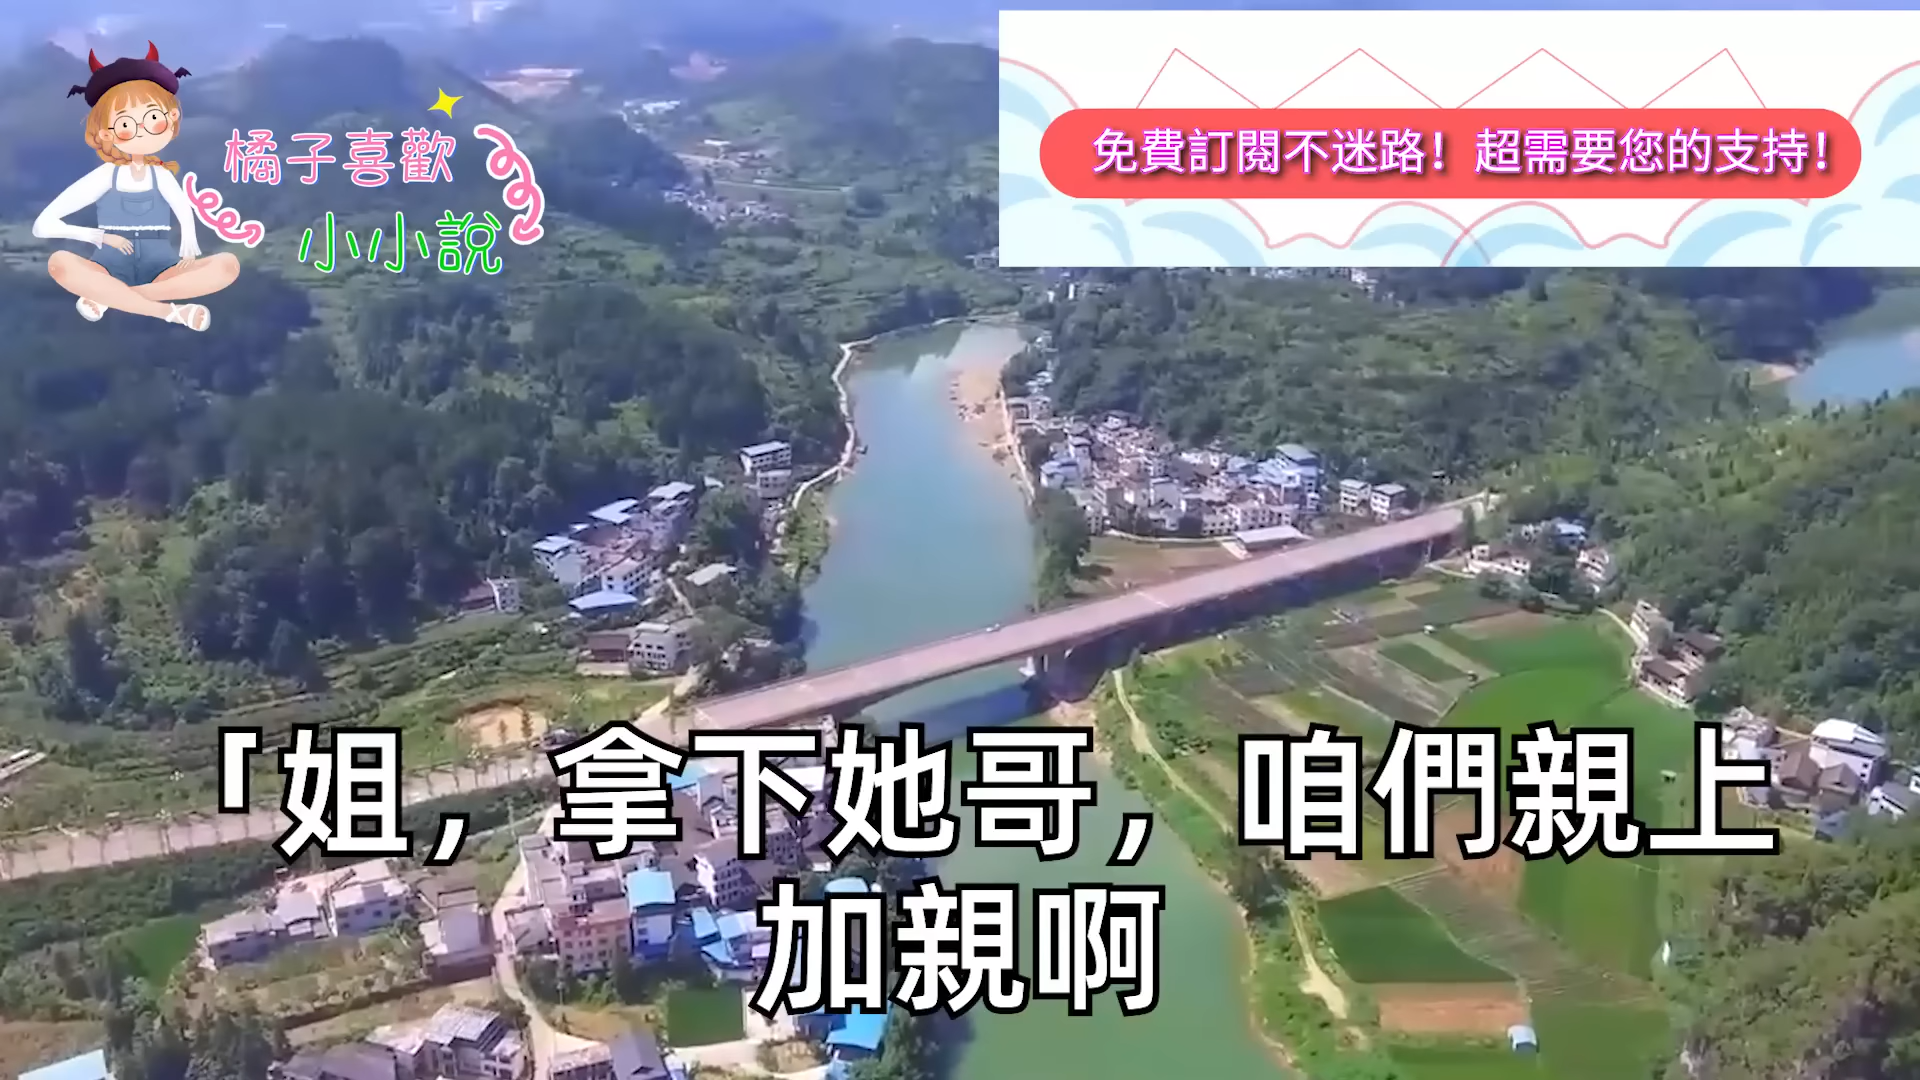 橘子喜歡
小小說
免費訂閱不迷路！超需要您的支持！
「姐，拿下她哥，咱們親上
加親啊